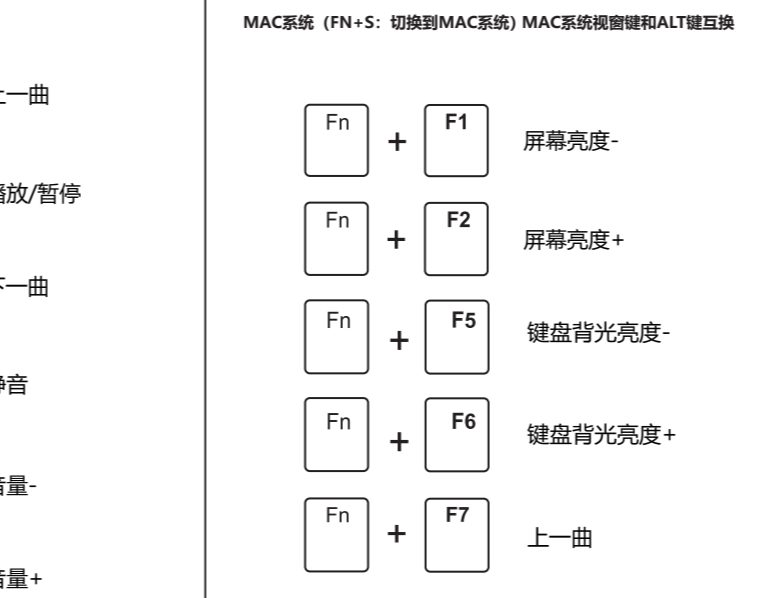 上一曲
播放/暂停
下一曲
静音
音量-
音量+
MAC系统（FN+S：切换到MAC系统）MAC系统视窗键和ALT键互换
Fn + F1 屏幕亮度-
Fn + F2 屏幕亮度+
Fn + F5 键盘背光亮度-
Fn + F6 键盘背光亮度+
Fn + F7 上一曲